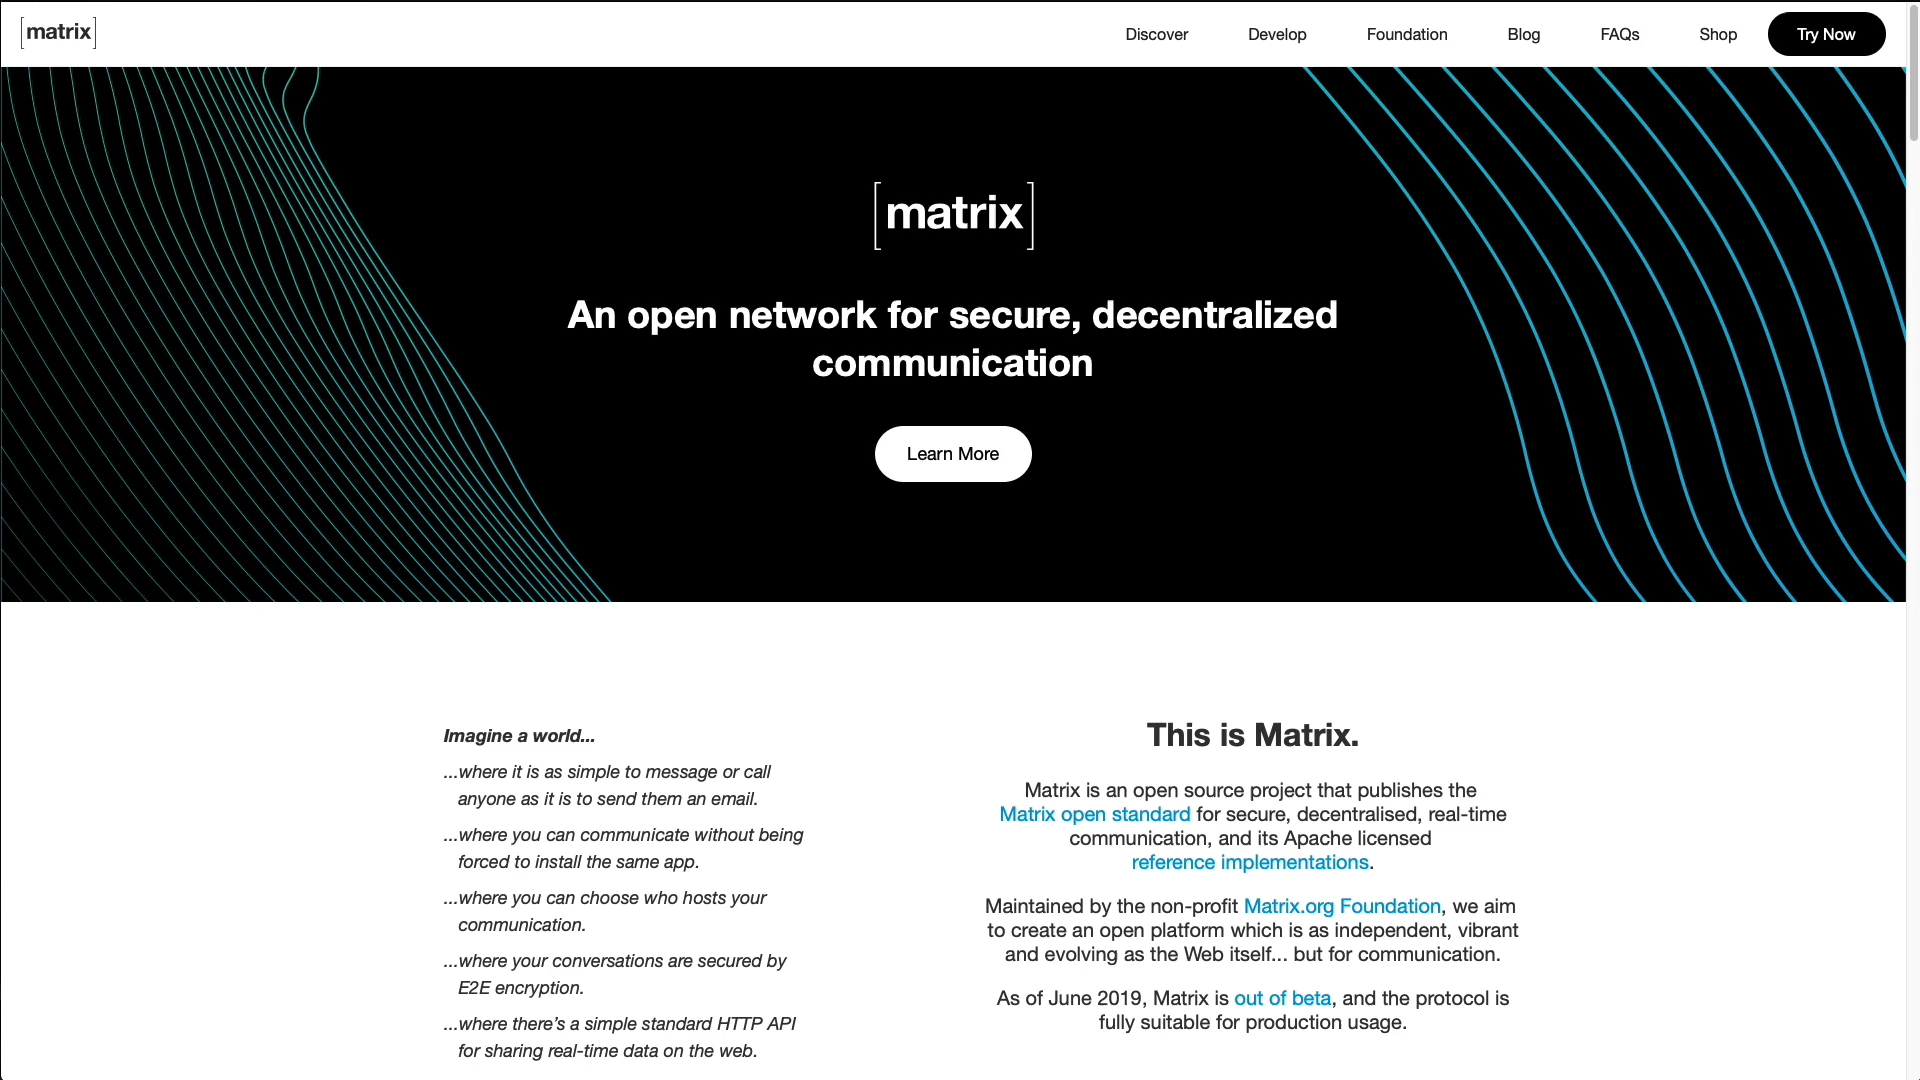 [matrix]
Discover
Develop
Foundation
Blog
FAQs
Shop
Try Now
[matrix]
An open network for secure, decentralized
communication
Learn More
Imagine a world...
...where it is as simple to message or call
anyone as it is to send them an email.
...where you can communicate without being
forced to install the same app.
...where you can choose who hosts your
communication.
...where your conversations are secured by
E2E encryption.
...where there’s a simple standard HTTP API
for sharing real-time data on the web.
This is Matrix.
Matrix is an open source project that publishes the
Matrix open standard for secure, decentralised, real-time
communication, and its Apache licensed
reference implementations.
Maintained by the non-profit Matrix.org Foundation, we aim
to create an open platform which is as independent, vibrant
and evolving as the Web itself... but for communication.
As of June 2019, Matrix is out of beta, and the protocol is
fully suitable for production usage.